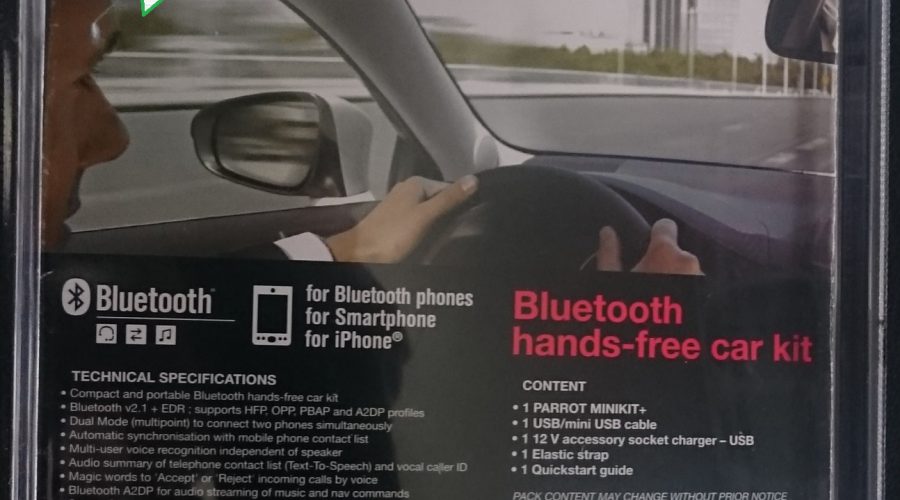 Bluetooth™
for Bluetooth phones
for Smartphone
for iPhone®
Bluetooth
hands-free car kit
TECHNICAL SPECIFICATIONS
• Compact and portable Bluetooth hands-free car kit
• Bluetooth v2.1 + EDR : supports HFP, OPP, PBAP and A2DP profiles
• Dual Mode (multipoint) to connect two phones simultaneously
• Automatic synchronisation with mobile phone contact list
• Multi-user voice recognition independent of speaker
• Audio summary of telephone contact list (Text-To-Speech) and vocal caller ID
• Magic words to 'Accept' or 'Reject' incoming calls by voice
• Bluetooth A2DP for audio streaming of music and nav commands
CONTENT
• 1 PARROT MINIKIT+
• 1 USB/mini USB cable
• 1 12 V accessory socket charger – USB
• 1 Elastic strap
• 1 Quickstart guide
PACK CONTENT MAY CHANGE WITHOUT PRIOR NOTICE